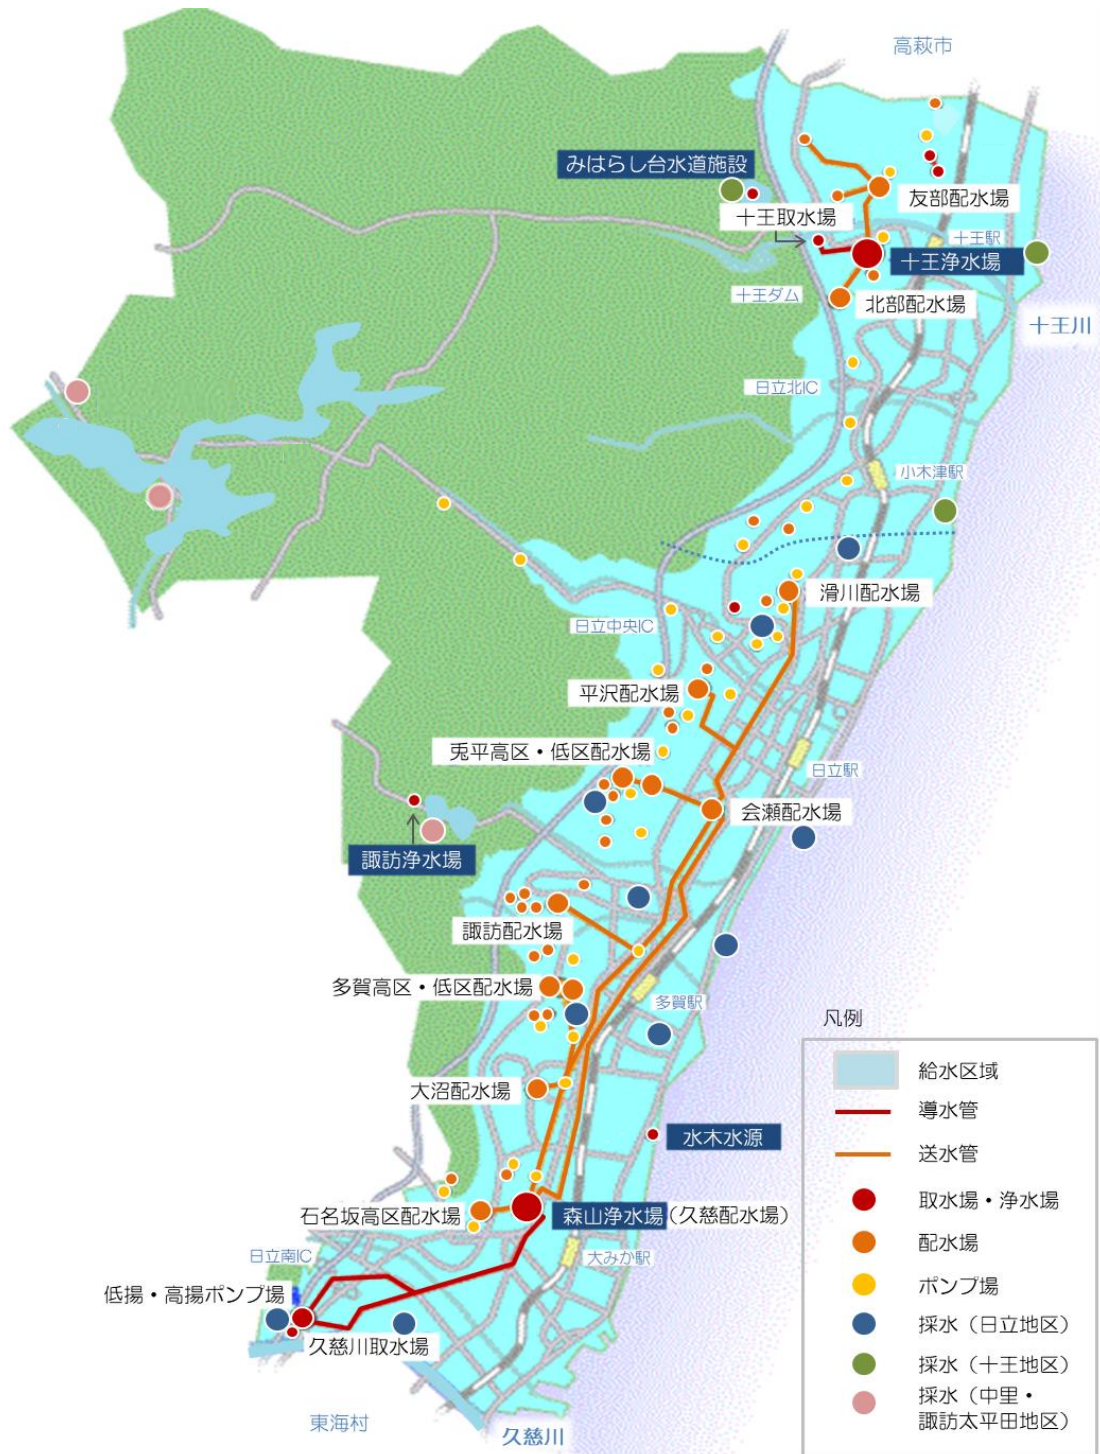 高萩市
みはらし台水道施設
友部配水場
十王取水場
十王駅
十王浄水場
十王ダム
北部配水場
十王川
日立北IC
小木津駅
滑川配水場
日立中央IC
平沢配水場
兎平高区・低区配水場
日立駅
会瀬配水場
諏訪浄水場
諏訪配水場
多賀高区・低区配水場
多賀駅
大沼配水場
水木水源
石名坂高区配水場
森山浄水場(久慈配水場)
日立南IC
大みか駅
低揚・高揚ポンプ場
久慈川取水場
東海村
久慈川
凡例
給水区域
導水管
送水管
取水場・浄水場
配水場
ポンプ場
採水(日立地区)
採水(十王地区)
採水(中里・
諏訪太平田地区)